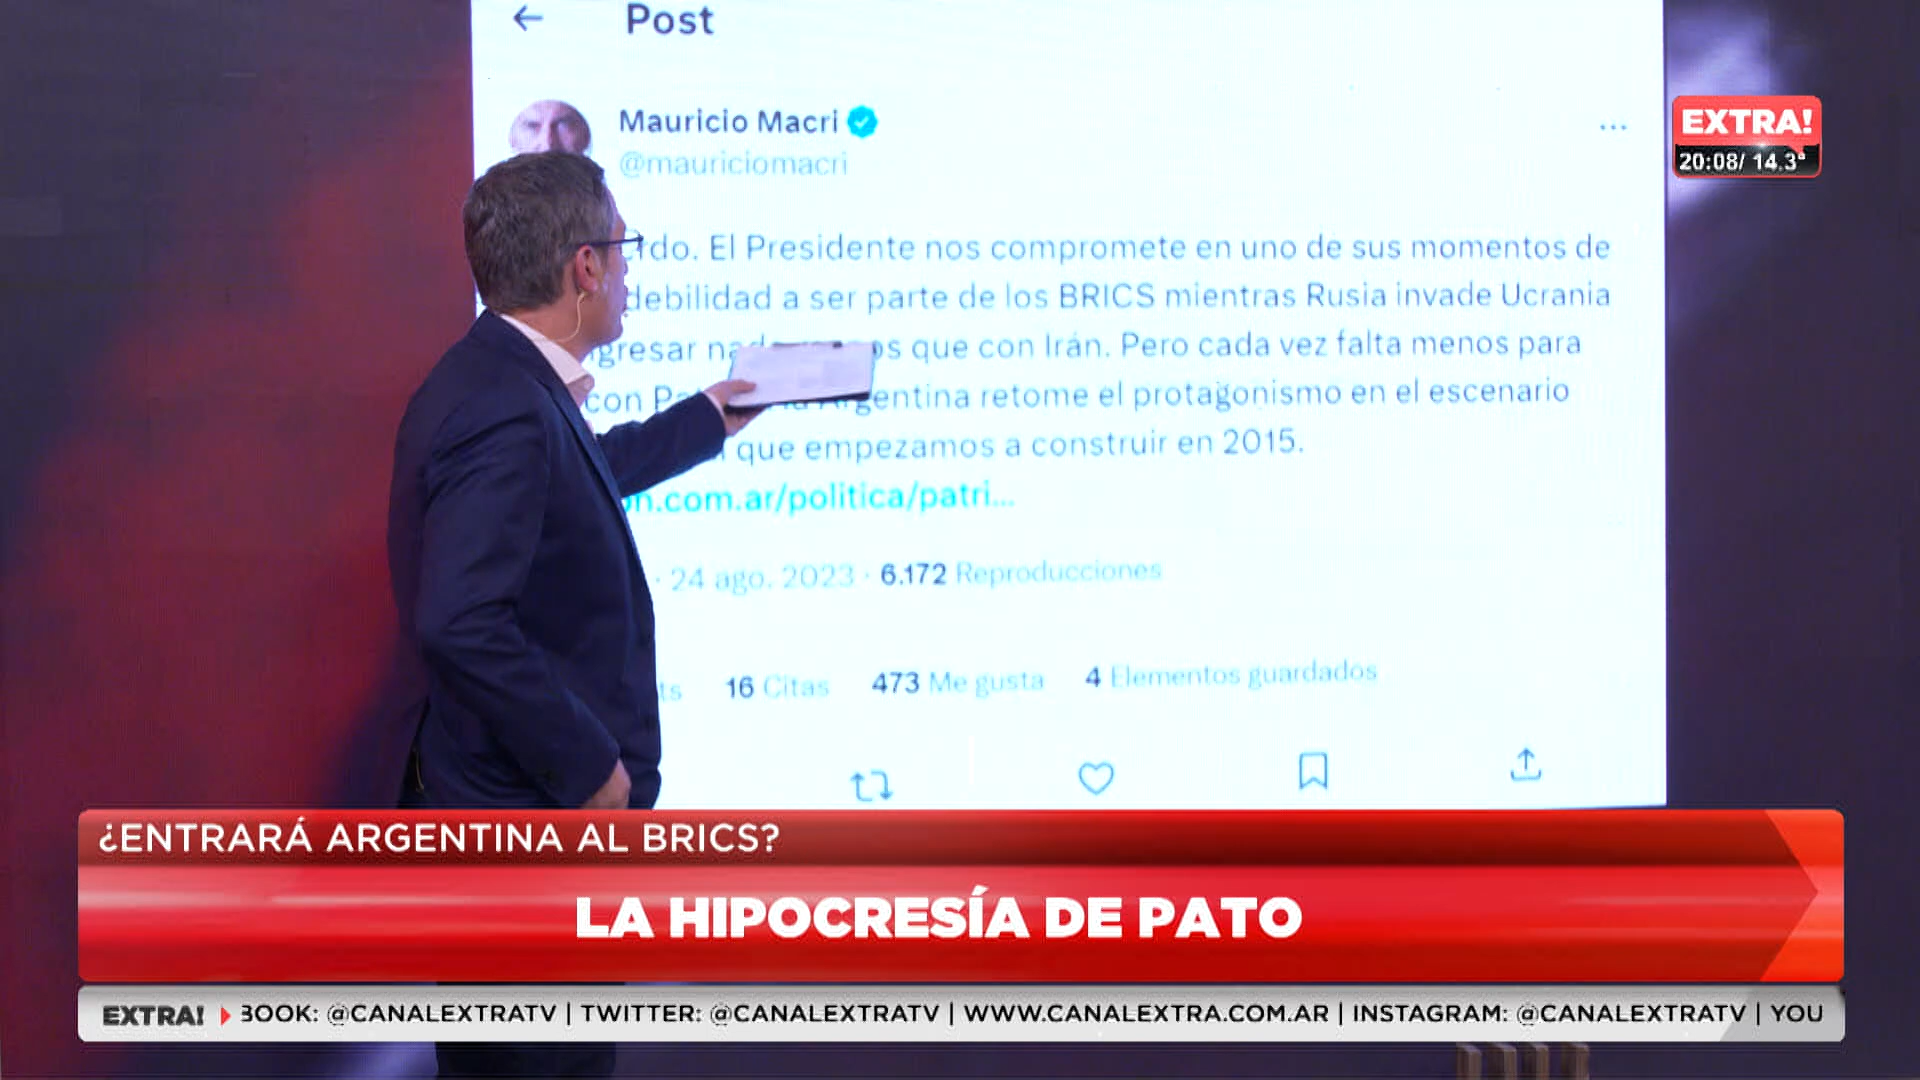 Post
Mauricio Macri
@mauriciomacri
EXTRA!
20:08/ 14.3°
rdo. El Presidente nos compromete en uno de sus momentos de
debilidad a ser parte de los BRICS mientras Rusia invade Ucrania
gresar que con Irán. Pero cada vez falta menos para
con gentina retome el protagonismo en el escenario
que empezamos a construir en 2015.
n.com.ar/politica/patri...
· 24 ago. 2023 · 6.172 Reproducciones
ts 16 Citas 473 Me gusta 4 Elementos guardados
¿ENTRARÁ ARGENTINA AL BRICS?
LA HIPOCRESÍA DE PATO
EXTRA! BOOK: @CANALEXTRATV | TWITTER: @CANALEXTRATV | WWW.CANALEXTRA.COM.AR | INSTAGRAM: @CANALEXTRATV | YOU